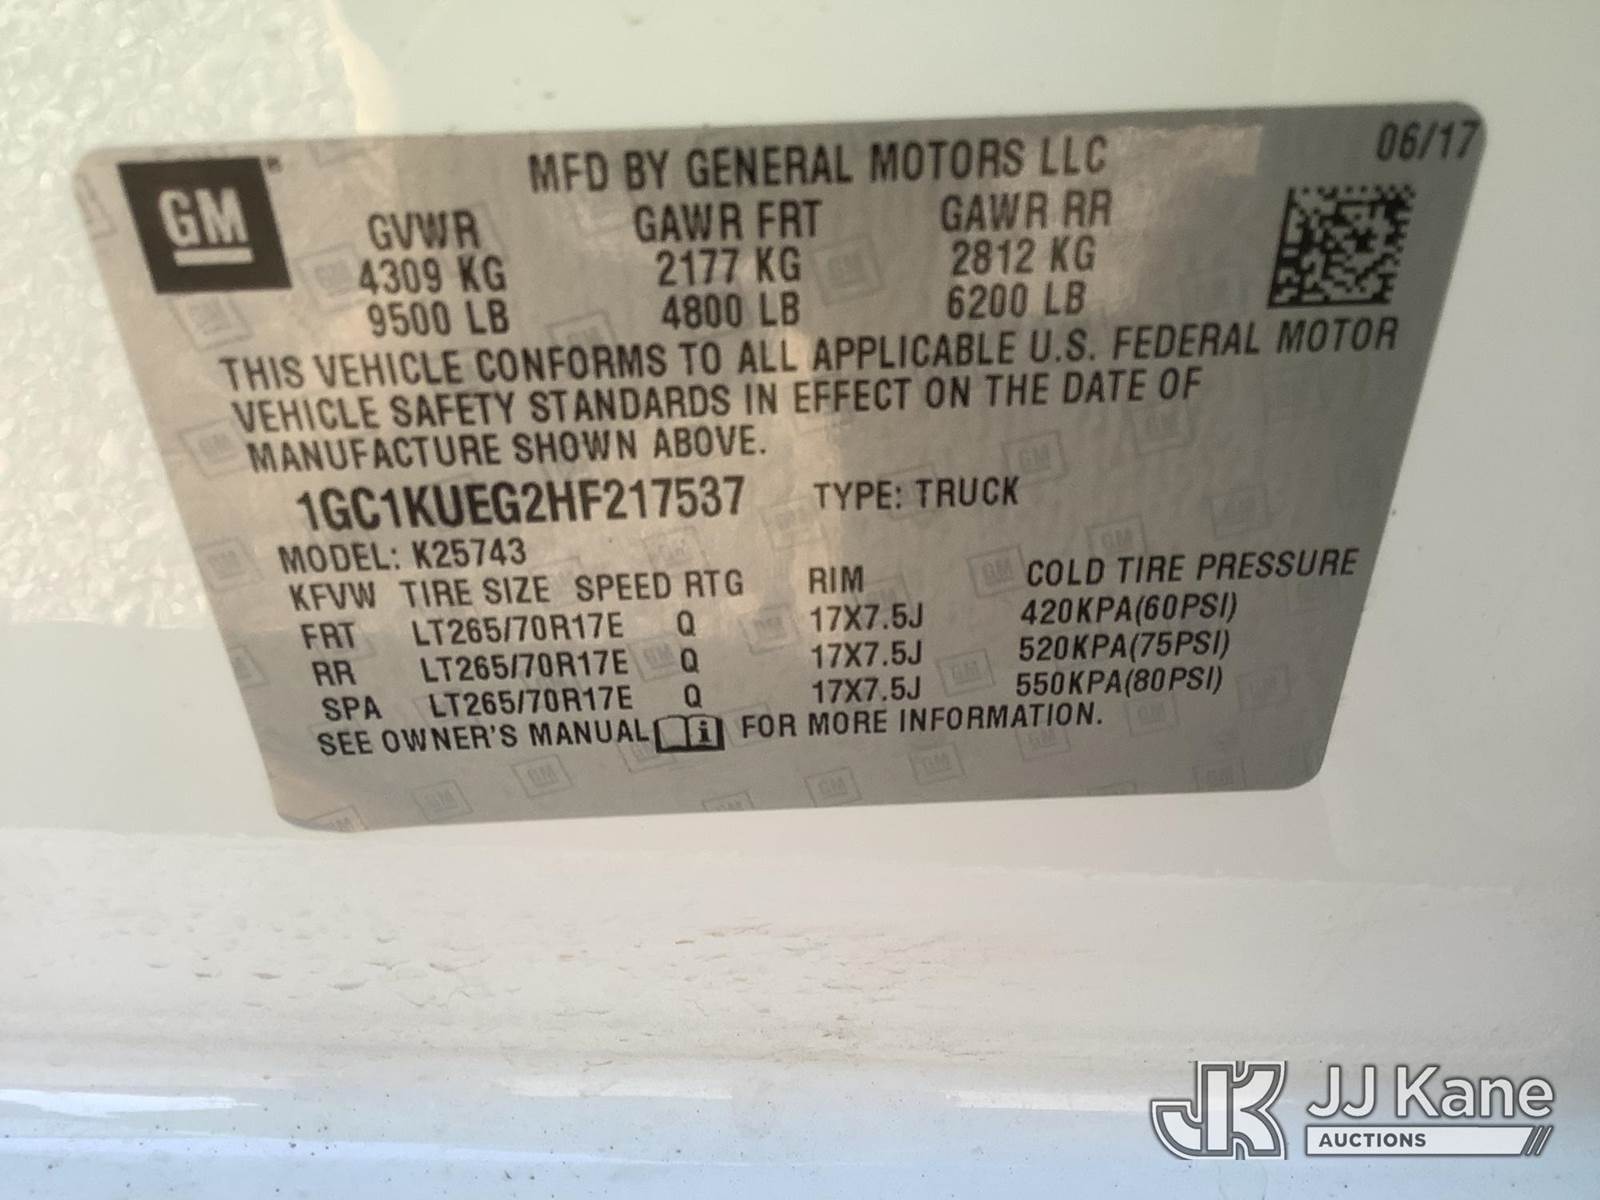 GM®
MFD BY GENERAL MOTORS LLC 06/17
GVWR GAWR FRT GAWR RR
4309 KG 2177 KG 2812 KG
9500 LB 4800 LB 6200 LB
THIS VEHICLE CONFORMS TO ALL APPLICABLE U.S. FEDERAL MOTOR
VEHICLE SAFETY STANDARDS IN EFFECT ON THE DATE OF
MANUFACTURE SHOWN ABOVE.
1GC1KUEG2HF217537 TYPE: TRUCK
MODEL: K25743
KFVW TIRE SIZE SPEED RTG RIM COLD TIRE PRESSURE
FRT LT265/70R17E Q 17X7.5J 420KPA(60PSI)
RR LT265/70R17E Q 17X7.5J 520KPA(75PSI)
SPA LT265/70R17E Q 17X7.5J 550KPA(80PSI)
SEE OWNER'S MANUAL i FOR MORE INFORMATION.
JK JJ Kane
AUCTIONS